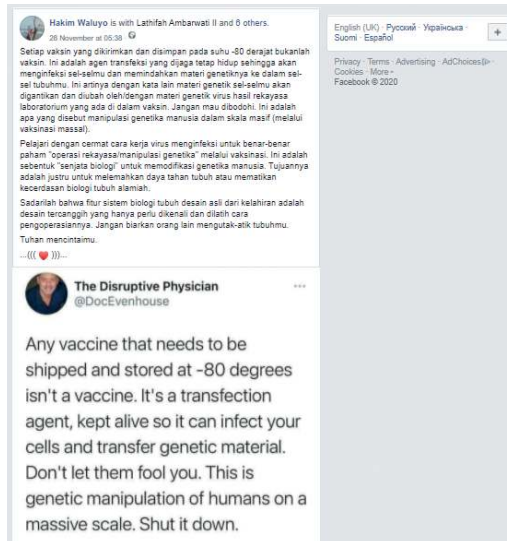 Hakim Waluyo is with Lathifah Ambarwati II and 6 others.
28 November at 05:38
Setiap vaksin yang dikirimkan dan disimpan pada suhu -80 derajat bukanlah
vaksin. Ini adalah agen transfeksi yang dijaga tetap hidup sehingga akan
menginfeksi sel-selmu dan memindahkan materi genetiknya ke dalam sel-
sel tubuhmu. Ini artinya dengan kata lain materi genetik sel-selmu akan
digantikan dan diubah oleh/dengan materi genetik virus hasil rekayasa
laboratorium yang ada di dalam vaksin. Jangan mau dibodohi. Ini adalah
apa yang disebut manipulasi genetika manusia dalam skala masif (melalui
vaksinasi massal).
Pelajari dengan cermat cara kerja virus menginfeksi untuk benar-benar
paham "operasi rekayasa/manipulasi genetika" melalui vaksinasi. Ini adalah
sebentuk "senjata biologi" untuk memodifikasi genetika manusia. Tujuannya
adalah justru untuk melemahkan daya tahan tubuh atau mematikan
kecerdasan biologi tubuh alamiah.
Sadarilah bahwa fitur sistem biologi tubuh desain asli dari kelahiran adalah
desain tercanggih yang hanya perlu dikenali dan dilatih cara
pengoperasiannya. Jangan biarkan orang lain mengutak-atik tubuhmu.
Tuhan mencintaimu.
...((( ❤ )))...
The Disruptive Physician
@DocEvenhouse
Any vaccine that needs to be
shipped and stored at -80 degrees
isn't a vaccine. It's a transfection
agent, kept alive so it can infect your
cells and transfer genetic material.
Don't let them fool you. This is
genetic manipulation of humans on a
massive scale. Shut it down.
English (UK) · Русский · Українська ·
Suomi · Español
Privacy · Terms · Advertising · AdChoices ·
Cookies · More
Facebook © 2020